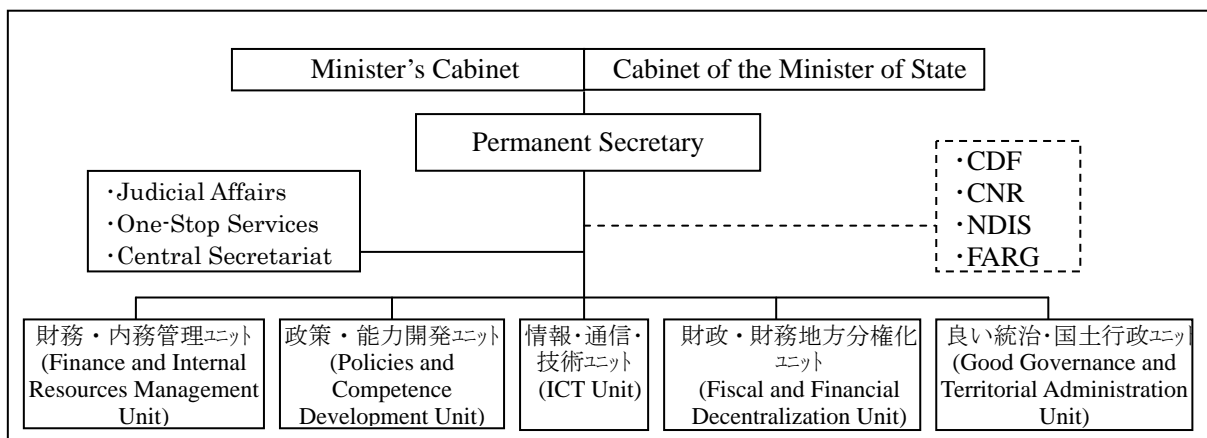 Minister's Cabinet
Cabinet of the Minister of State
Permanent Secretary
・Judicial Affairs
・One-Stop Services
・Central Secretariat
・CDF
・CNR
・NDIS
・FARG
財務・内務管理ﾕﾆｯﾄ
(Finance and Internal
Resources Management
Unit)
政策・能力開発ﾕﾆｯﾄ
(Policies and
Competence
Development Unit)
情報・通信・
技術ﾕﾆｯﾄ
(ICT Unit)
財政・財務地方分権化
ﾕﾆｯﾄ
(Fiscal and Financial
Decentralization Unit)
良い統治・国土行政ﾕﾆｯﾄ
(Good Governance and
Territorial Administration
Unit)